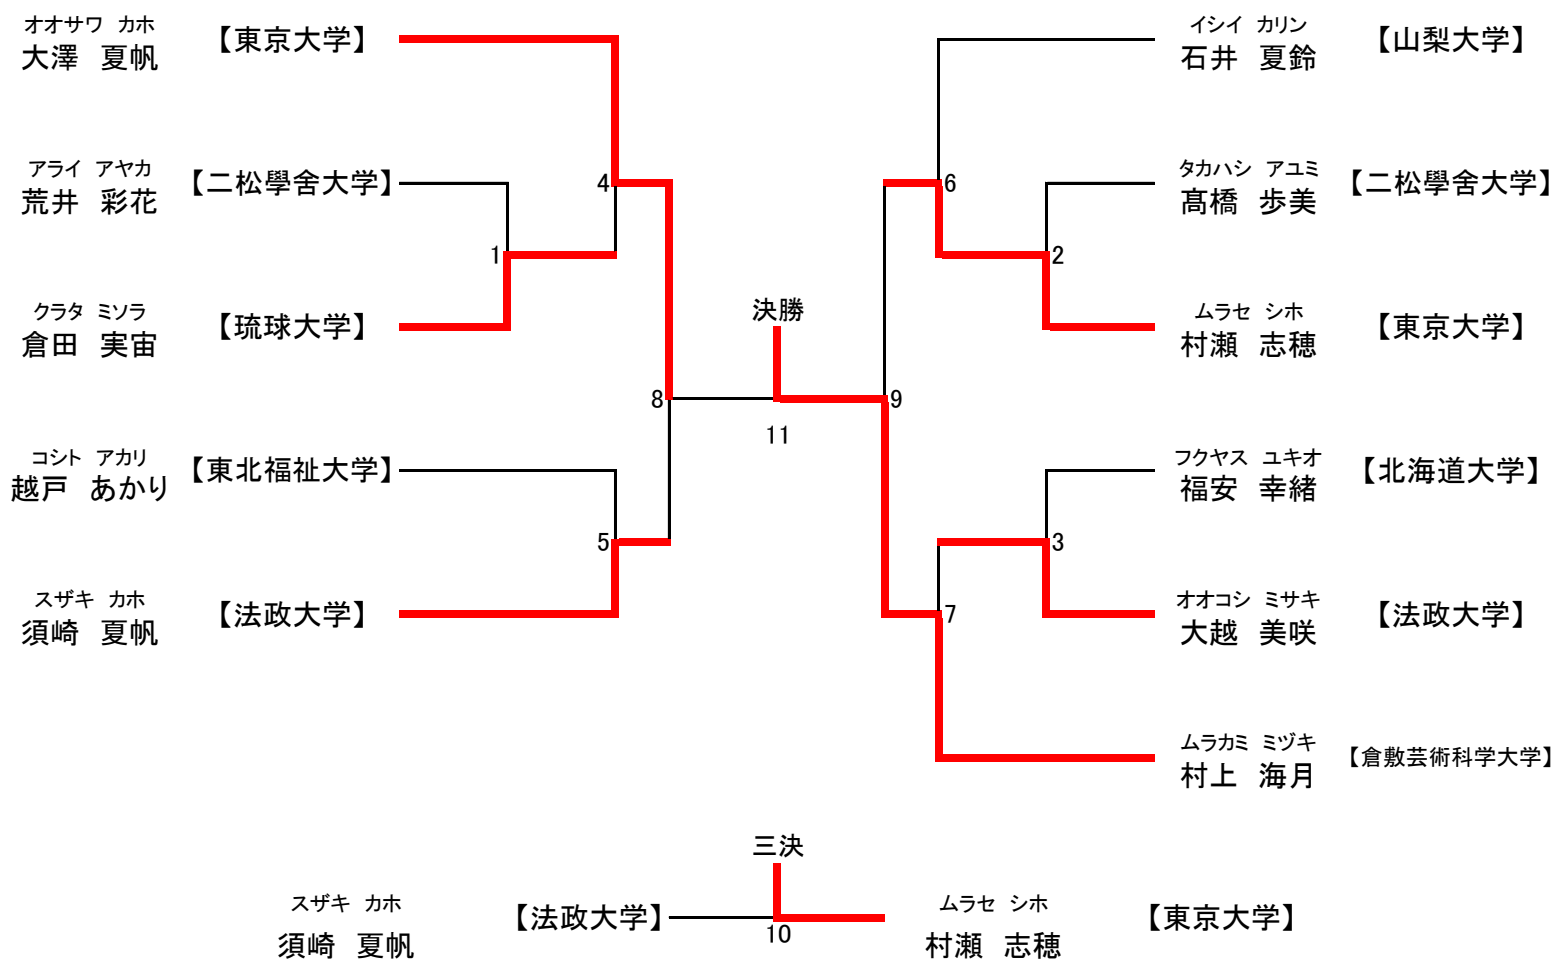 オオサワ カホ
大澤 夏帆 【東京大学】
アライ アヤカ
荒井 彩花 【二松學舍大学】
クラタ ミソラ
倉田 実宙 【琉球大学】
コシト アカリ
越戸 あかり 【東北福祉大学】
スザキ カホ
須崎 夏帆 【法政大学】
4
1
8
5
決勝
11
6
2
9
3
7
イシイ カリン
石井 夏鈴 【山梨大学】
タカハシ アユミ
髙橋 歩美 【二松學舍大学】
ムラセ シホ
村瀬 志穂 【東京大学】
フクヤス ユキオ
福安 幸緒 【北海道大学】
オオコシ ミサキ
大越 美咲 【法政大学】
ムラカミ ミヅキ
村上 海月 【倉敷芸術科学大学】
三決
スザキ カホ
須崎 夏帆 【法政大学】
10
ムラセ シホ
村瀬 志穂 【東京大学】